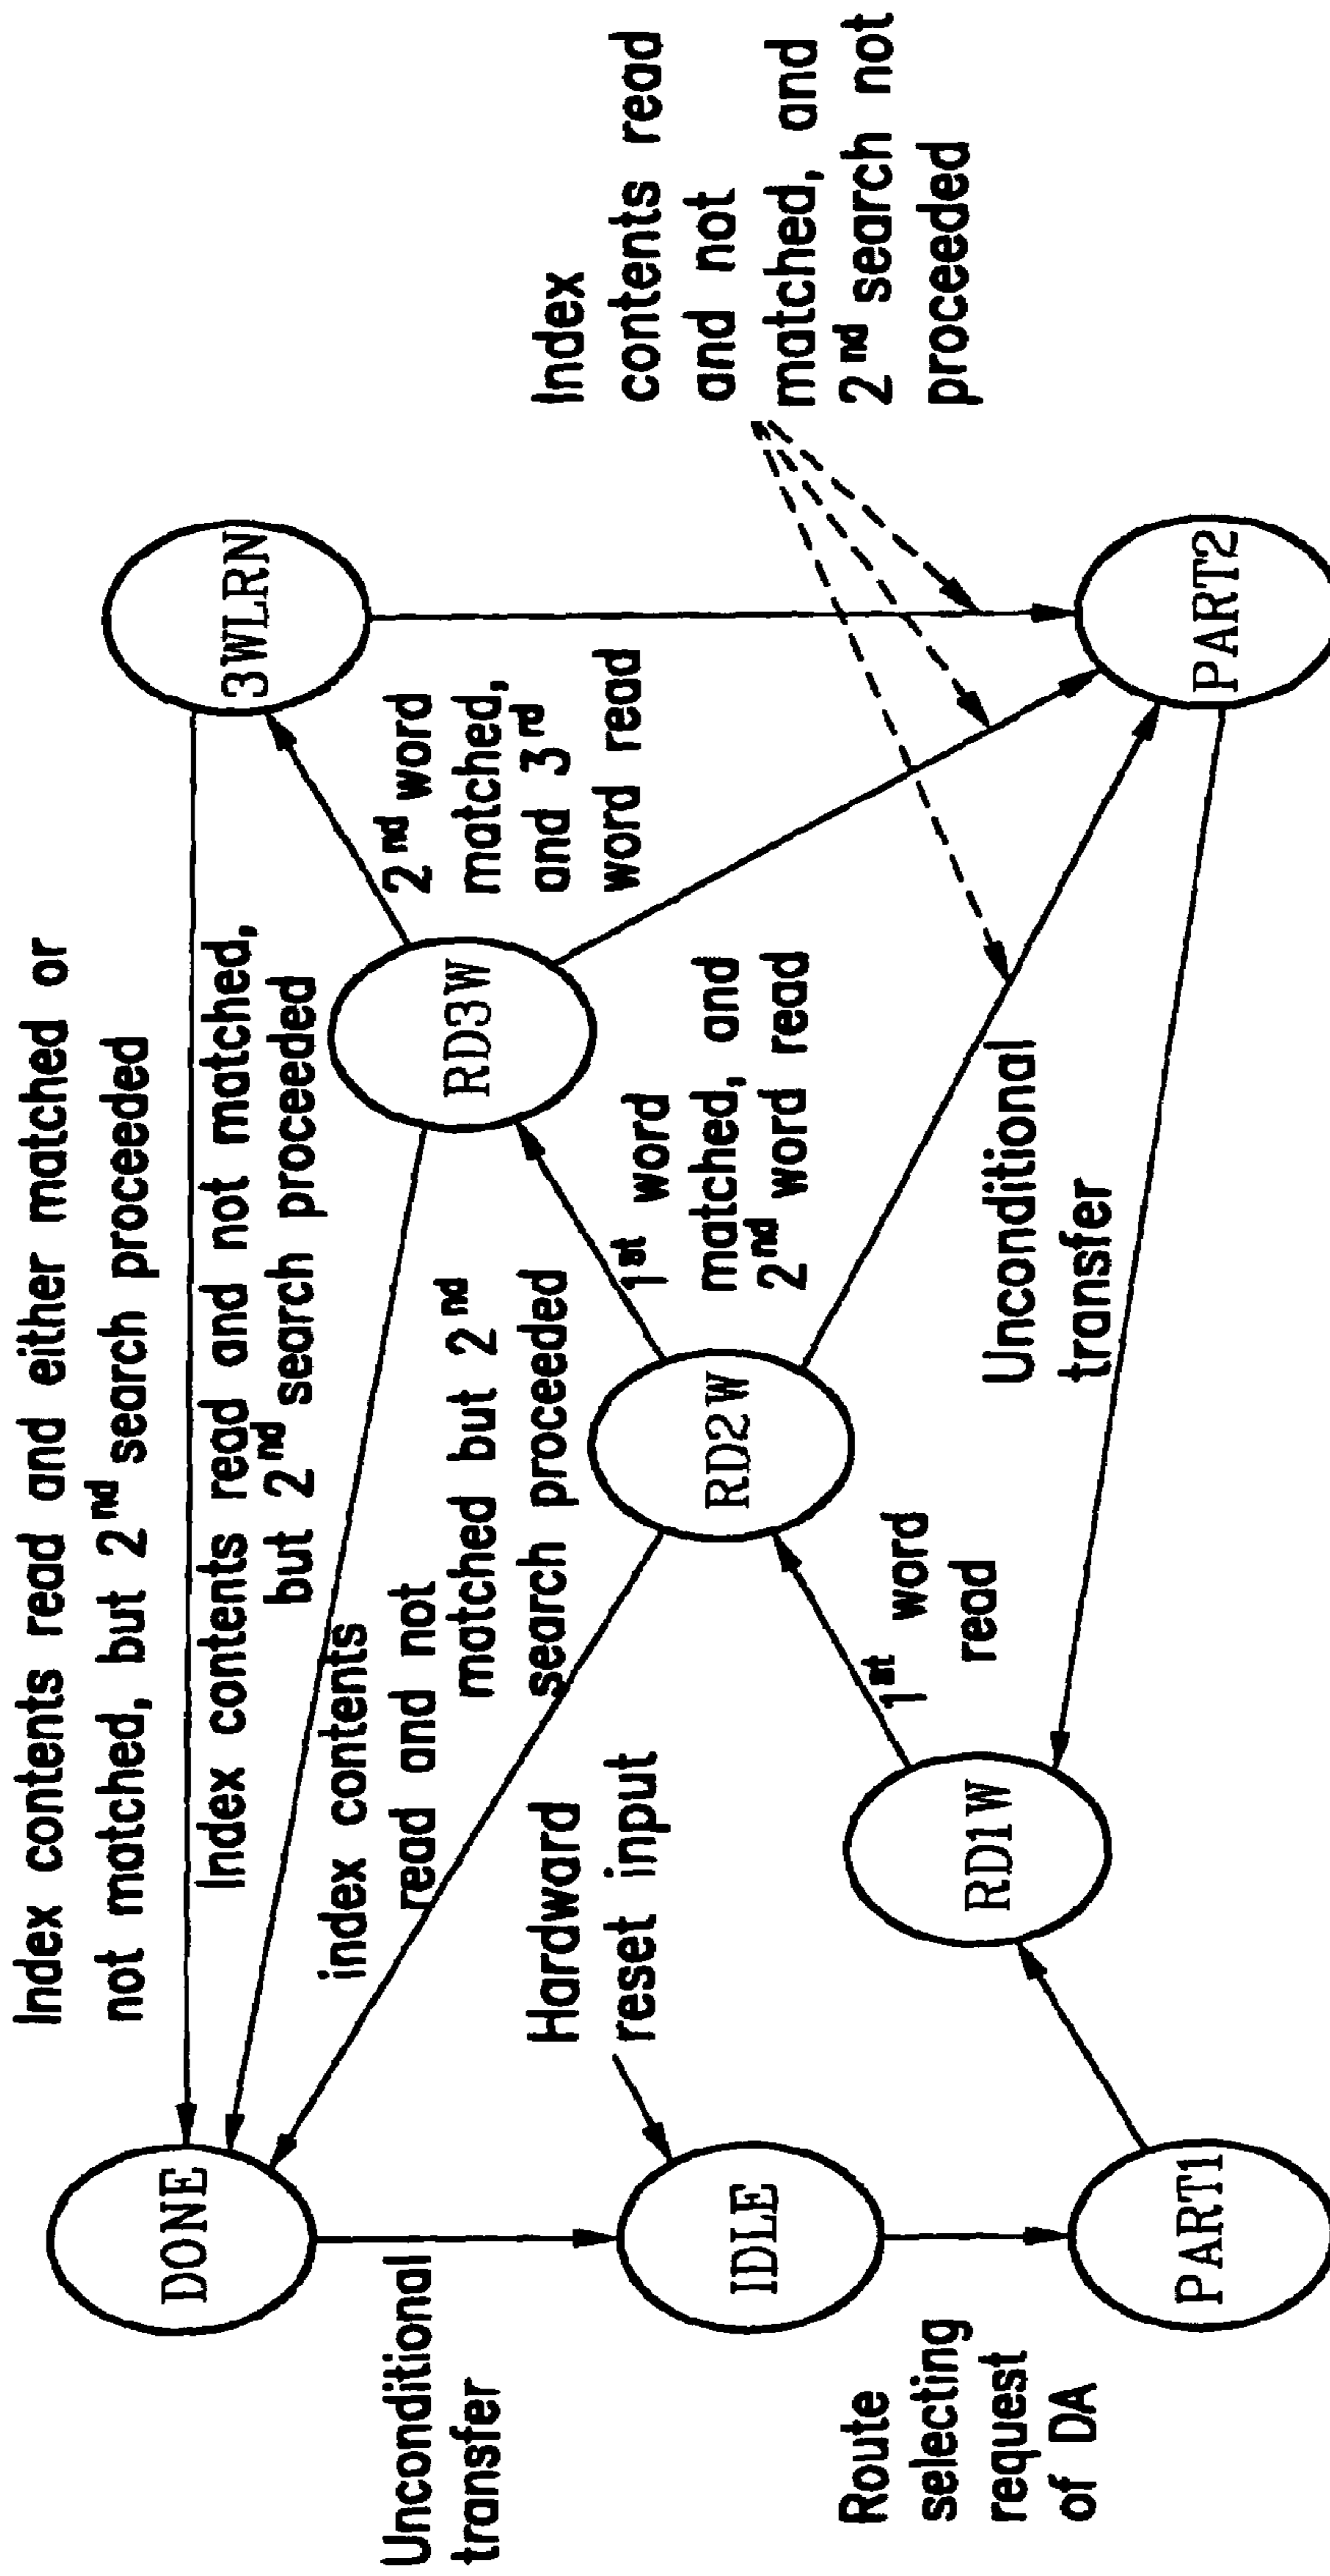 Index contents read and either matched or
not matched, but 2nd search proceeded
Index contents read and not matched,
but 2nd search proceeded
index contents
read and not
matched but 2nd
search proceeded
DONE
3WLRN
2nd word
matched,
and 3rd
word read
RD3W
Index
contents read
and not
matched, and
2nd search not
proceeded
Unconditional
transfer
Hardward
reset input
1st word
matched, and
2nd word read
RD2W
IDLE
1st word
read
Route
selecting
request
of DA
RD1W
Unconditional
transfer
PART1
PART2